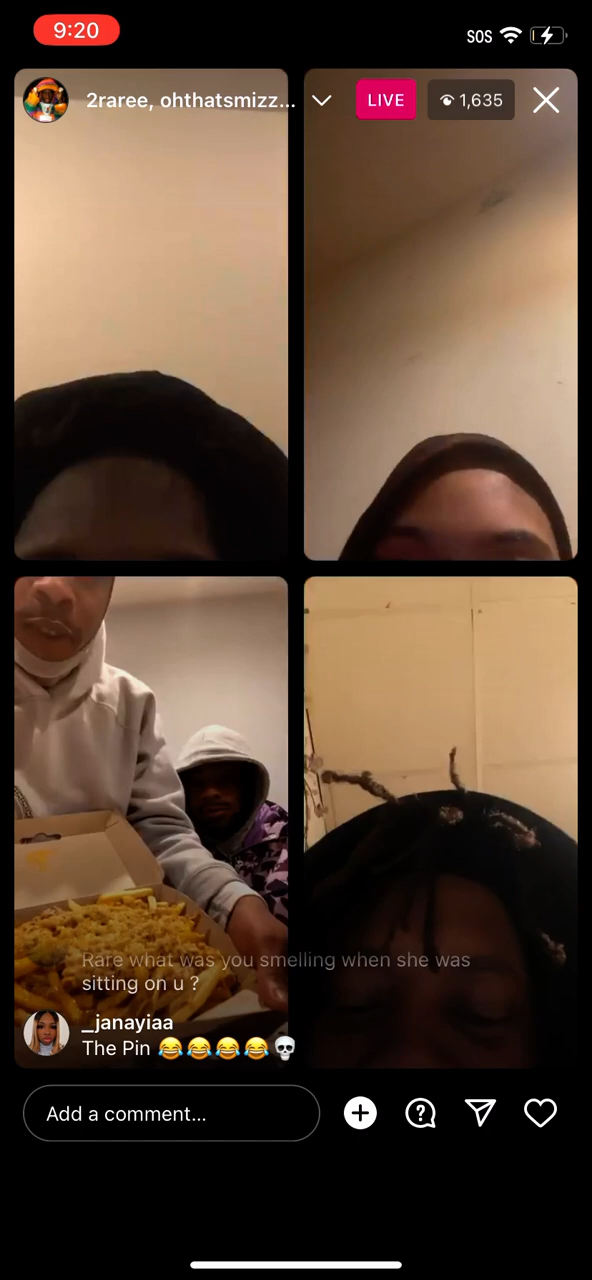 9:20
SOS
2raree, ohthatsmizz...
LIVE
1,635
Rare what was you smelling when she was
sitting on u ?
_janayiaa
The Pin 😂😂😂😂💀
Add a comment...